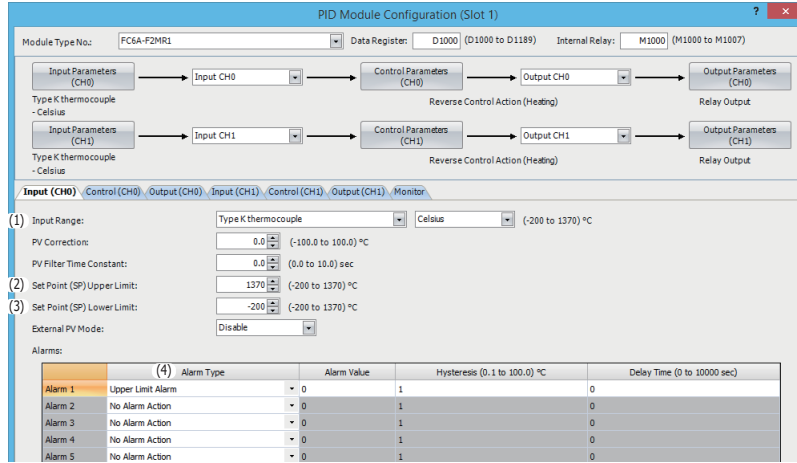 PID Module Configuration (Slot 1) ? ×
Module Type No.: FC6A-F2MR1 Data Register: D1000 (D1000 to D1189) Internal Relay: M1000 (M1000 to M1007)
Input Parameters (CH0) Input CH0 Control Parameters (CH0) Output CH0 Output Parameters (CH0)
Type K thermocouple
- Celsius
Reverse Control Action (Heating) Relay Output
Input Parameters (CH1) Input CH1 Control Parameters (CH1) Output CH1 Output Parameters (CH1)
Type K thermocouple
- Celsius
Reverse Control Action (Heating) Relay Output
Input (CH0) Control (CH0) Output (CH0) Input (CH1) Control (CH1) Output (CH1) Monitor
(1) Input Range: Type K thermocouple Celsius (-200 to 1370) ºC
PV Correction: 0.0 (-100.0 to 100.0) ºC
PV Filter Time Constant: 0.0 (0.0 to 10.0) sec
(2) Set Point (SP) Upper Limit: 1370 (-200 to 1370) ºC
(3) Set Point (SP) Lower Limit: -200 (-200 to 1370) ºC
External PV Mode: Disable
Alarms:
(4) Alarm Type Alarm Value Hysteresis (0.1 to 100.0) ºC Delay Time (0 to 10000 sec)
Alarm 1 Upper Limit Alarm 0 1 0
Alarm 2 No Alarm Action 0 1 0
Alarm 3 No Alarm Action 0 1 0
Alarm 4 No Alarm Action 0 1 0
Alarm 5 No Alarm Action 0 1 0